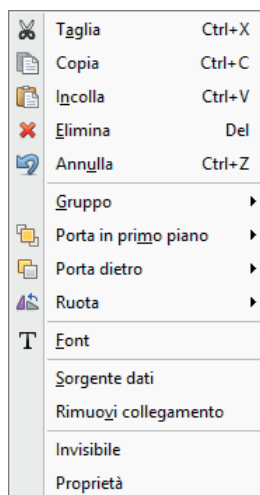 Taglia Ctrl+X
Copia Ctrl+C
Incolla Ctrl+V
Elimina Del
Annulla Ctrl+Z
Gruppo
Porta in primo piano
Porta dietro
Ruota
T Font
Sorgente dati
Rimuovi collegamento
Invisibile
Proprietà